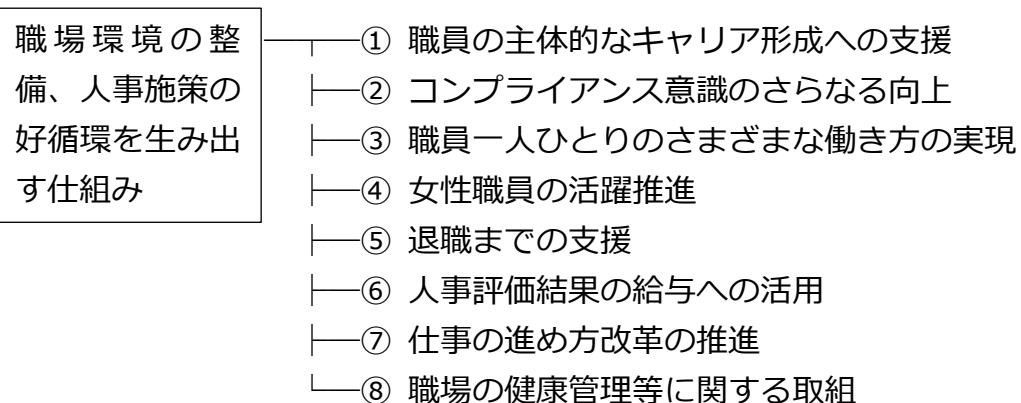 職場環境の整
備、人事施策の
好循環を生み出
す仕組み
① 職員の主体的なキャリア形成への支援
② コンプライアンス意識のさらなる向上
③ 職員一人ひとりのさまざまな働き方の実現
④ 女性職員の活躍推進
⑤ 退職までの支援
⑥ 人事評価結果の給与への活用
⑦ 仕事の進め方改革の推進
⑧ 職場の健康管理等に関する取組